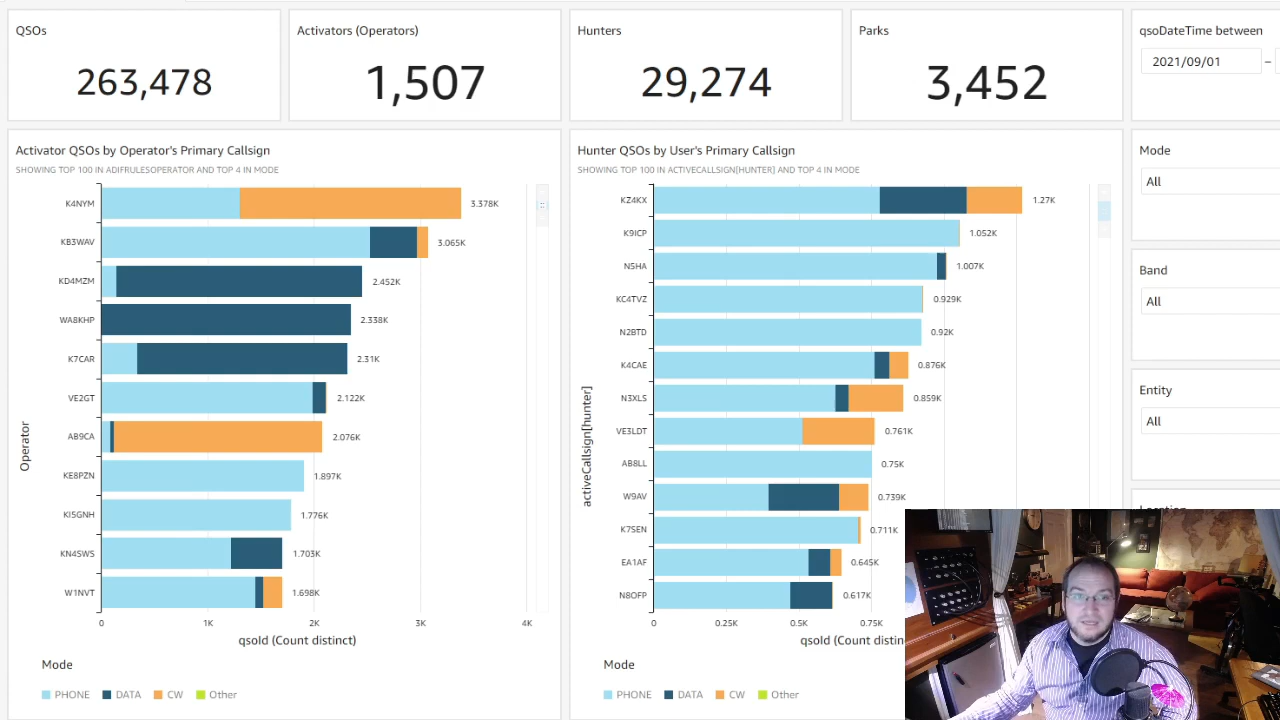 QSOs
263,478
Activators (Operators)
1,507
Hunters
29,274
Parks
3,452
qsoDateTime between
2021/09/01 –
Activator QSOs by Operator's Primary Callsign
SHOWING TOP 100 IN ADIFRULESOPERATOR AND TOP 4 IN MODE
Operator
K4NYM 3.378K
KB3WAV 3.065K
KD4MZM 2.452K
WA8KHP 2.338K
K7CAR 2.31K
VE2GT 2.122K
AB9CA 2.076K
KE8PZN 1.897K
KI5GNH 1.776K
KN4SWS 1.703K
W1NVT 1.698K
0 1K 2K 3K 4K
qsoId (Count distinct)
Mode
PHONE DATA CW Other
Hunter QSOs by User's Primary Callsign
SHOWING TOP 100 IN ACTIVECALLSIGN[HUNTER] AND TOP 4 IN MODE
activeCallsign[hunter]
KZ4KX 1.27K
K9ICP 1.052K
N5HA 1.007K
KC4TVZ 0.929K
N2BTD 0.92K
K4CAE 0.876K
N3XLS 0.859K
VE3LDT 0.761K
AB8LL 0.75K
W9AV 0.739K
K7SEN 0.711K
EA1AF 0.645K
N8OFP 0.617K
0 0.25K 0.5K 0.75K
qsoId (Count distin
Mode
PHONE DATA CW Other
Mode
All
Band
All
Entity
All
Location